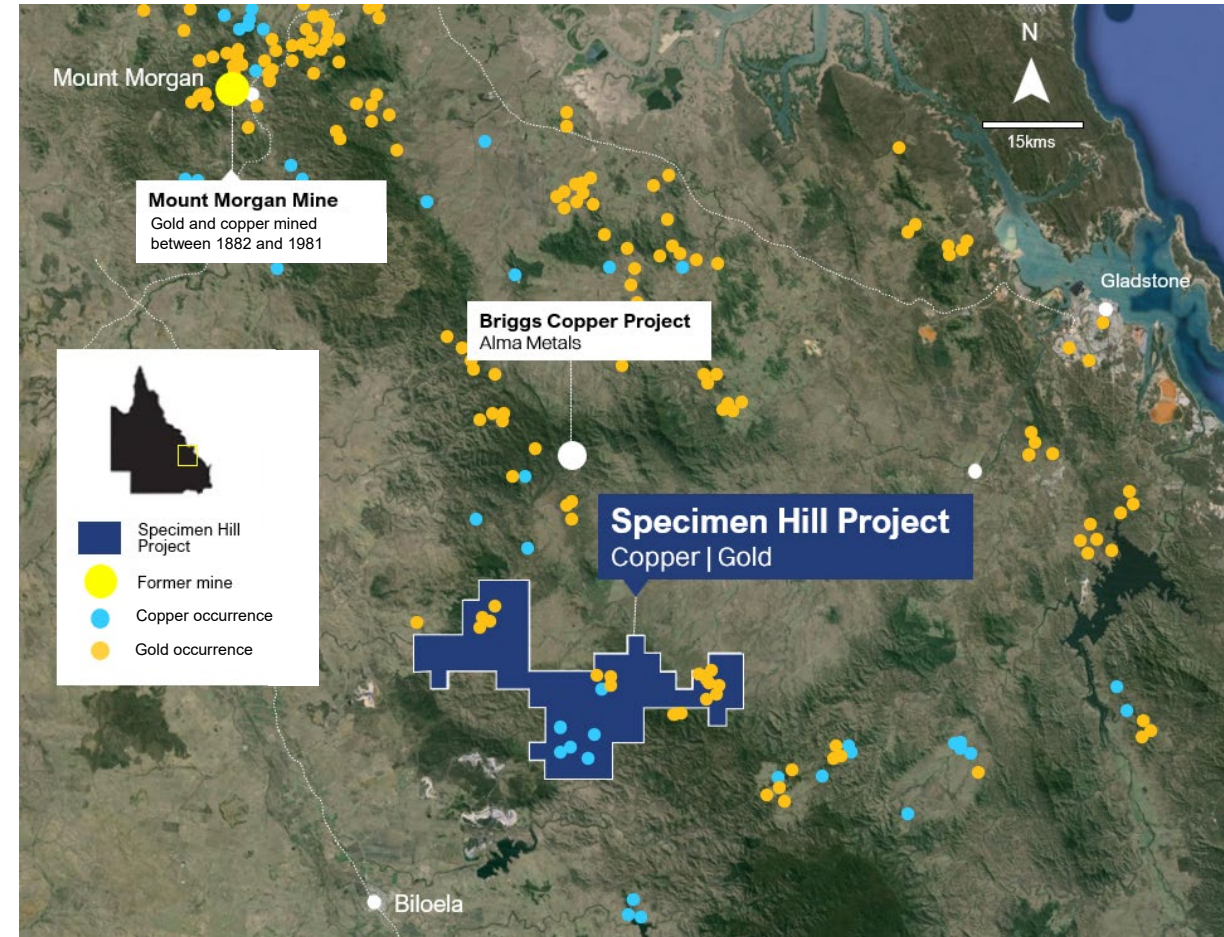 N
15kms
Mount Morgan
Mount Morgan Mine
Gold and copper mined
between 1882 and 1981
Gladstone
Briggs Copper Project
Alma Metals
Specimen Hill Project
Copper | Gold
Specimen Hill
Project
Former mine
Copper occurrence
Gold occurrence
Biloela